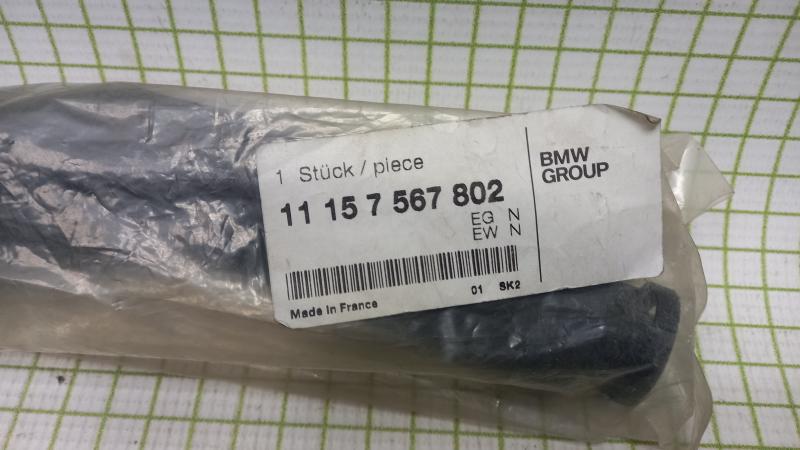 1 Stück / piece
11 15 7 567 802
EG N
EW N
01 SK2
Made in France
BMW
GROUP